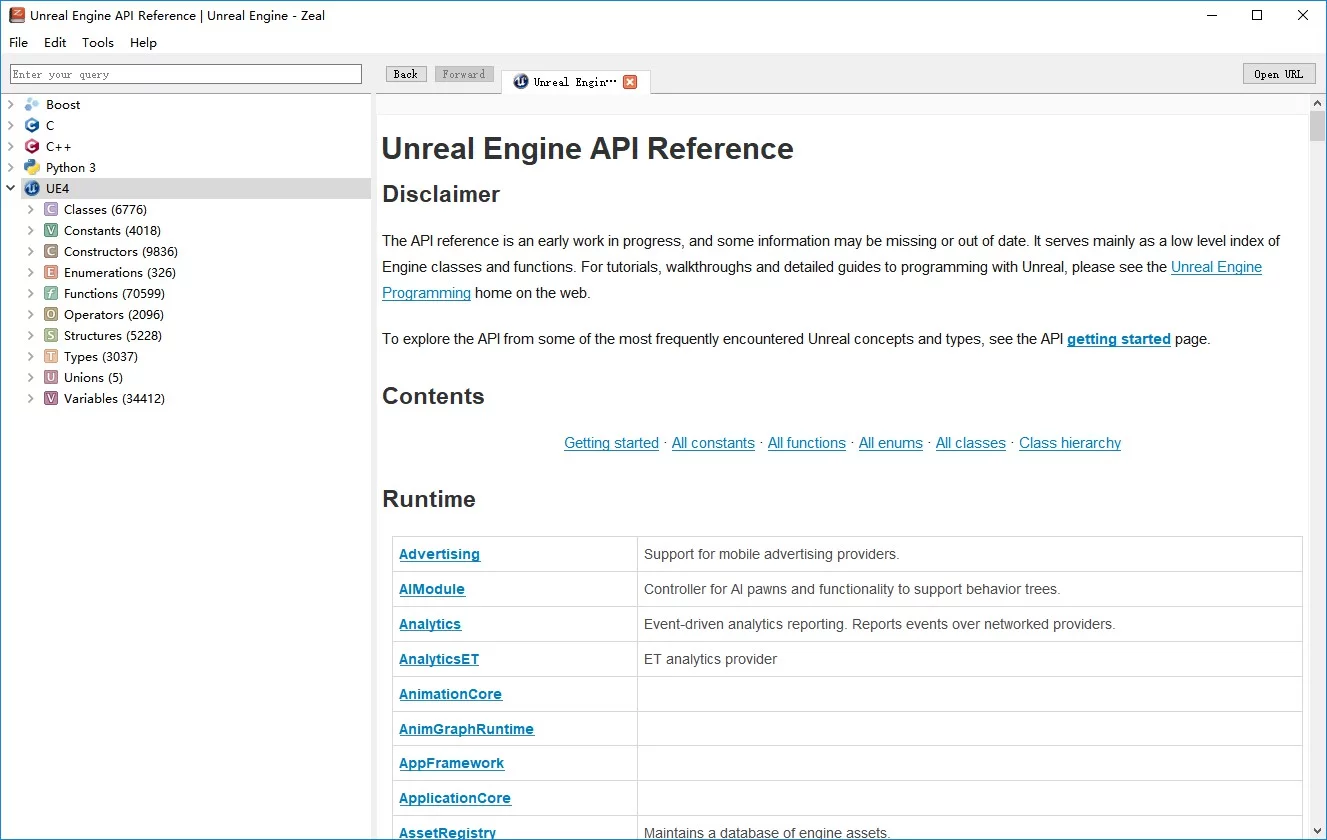 Unreal Engine API Reference | Unreal Engine - Zeal
File Edit Tools Help
Enter your query
Back Forward Unreal Engin··· Open URL
Boost
C
C++
Python 3
UE4
Classes (6776)
Constants (4018)
Constructors (9836)
Enumerations (326)
Functions (70599)
Operators (2096)
Structures (5228)
Types (3037)
Unions (5)
Variables (34412)
Unreal Engine API Reference
Disclaimer
The API reference is an early work in progress, and some information may be missing or out of date. It serves mainly as a low level index of
Engine classes and functions. For tutorials, walkthroughs and detailed guides to programming with Unreal, please see the Unreal Engine
Programming home on the web.
To explore the API from some of the most frequently encountered Unreal concepts and types, see the API getting started page.
Contents
Getting started · All constants · All functions · All enums · All classes · Class hierarchy
Runtime
Advertising Support for mobile advertising providers.
AIModule Controller for AI pawns and functionality to support behavior trees.
Analytics Event-driven analytics reporting. Reports events over networked providers.
AnalyticsET ET analytics provider
AnimationCore
AnimGraphRuntime
AppFramework
ApplicationCore
AssetRegistry Maintains a database of engine assets.